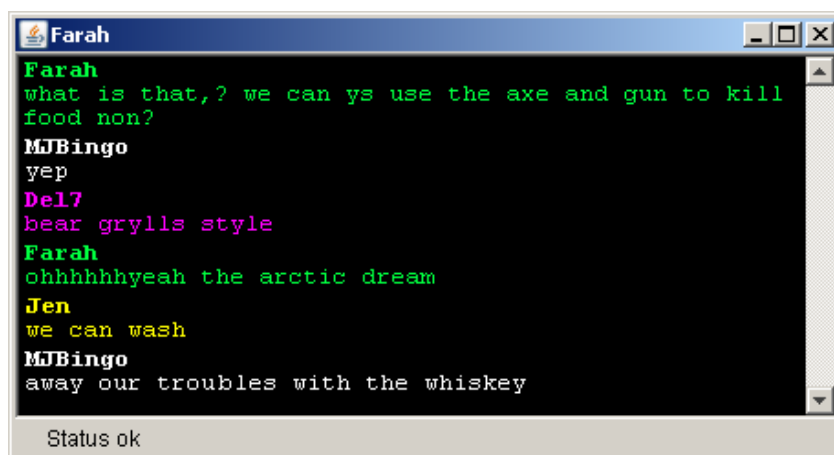 Farah
Farah
what is that,? we can ys use the axe and gun to kill
food non?
MJBingo
yep
Del7
bear grylls style
Farah
ohhhhhhyeah the arctic dream
Jen
we can wash
MJBingo
away our troubles with the whiskey
Status ok